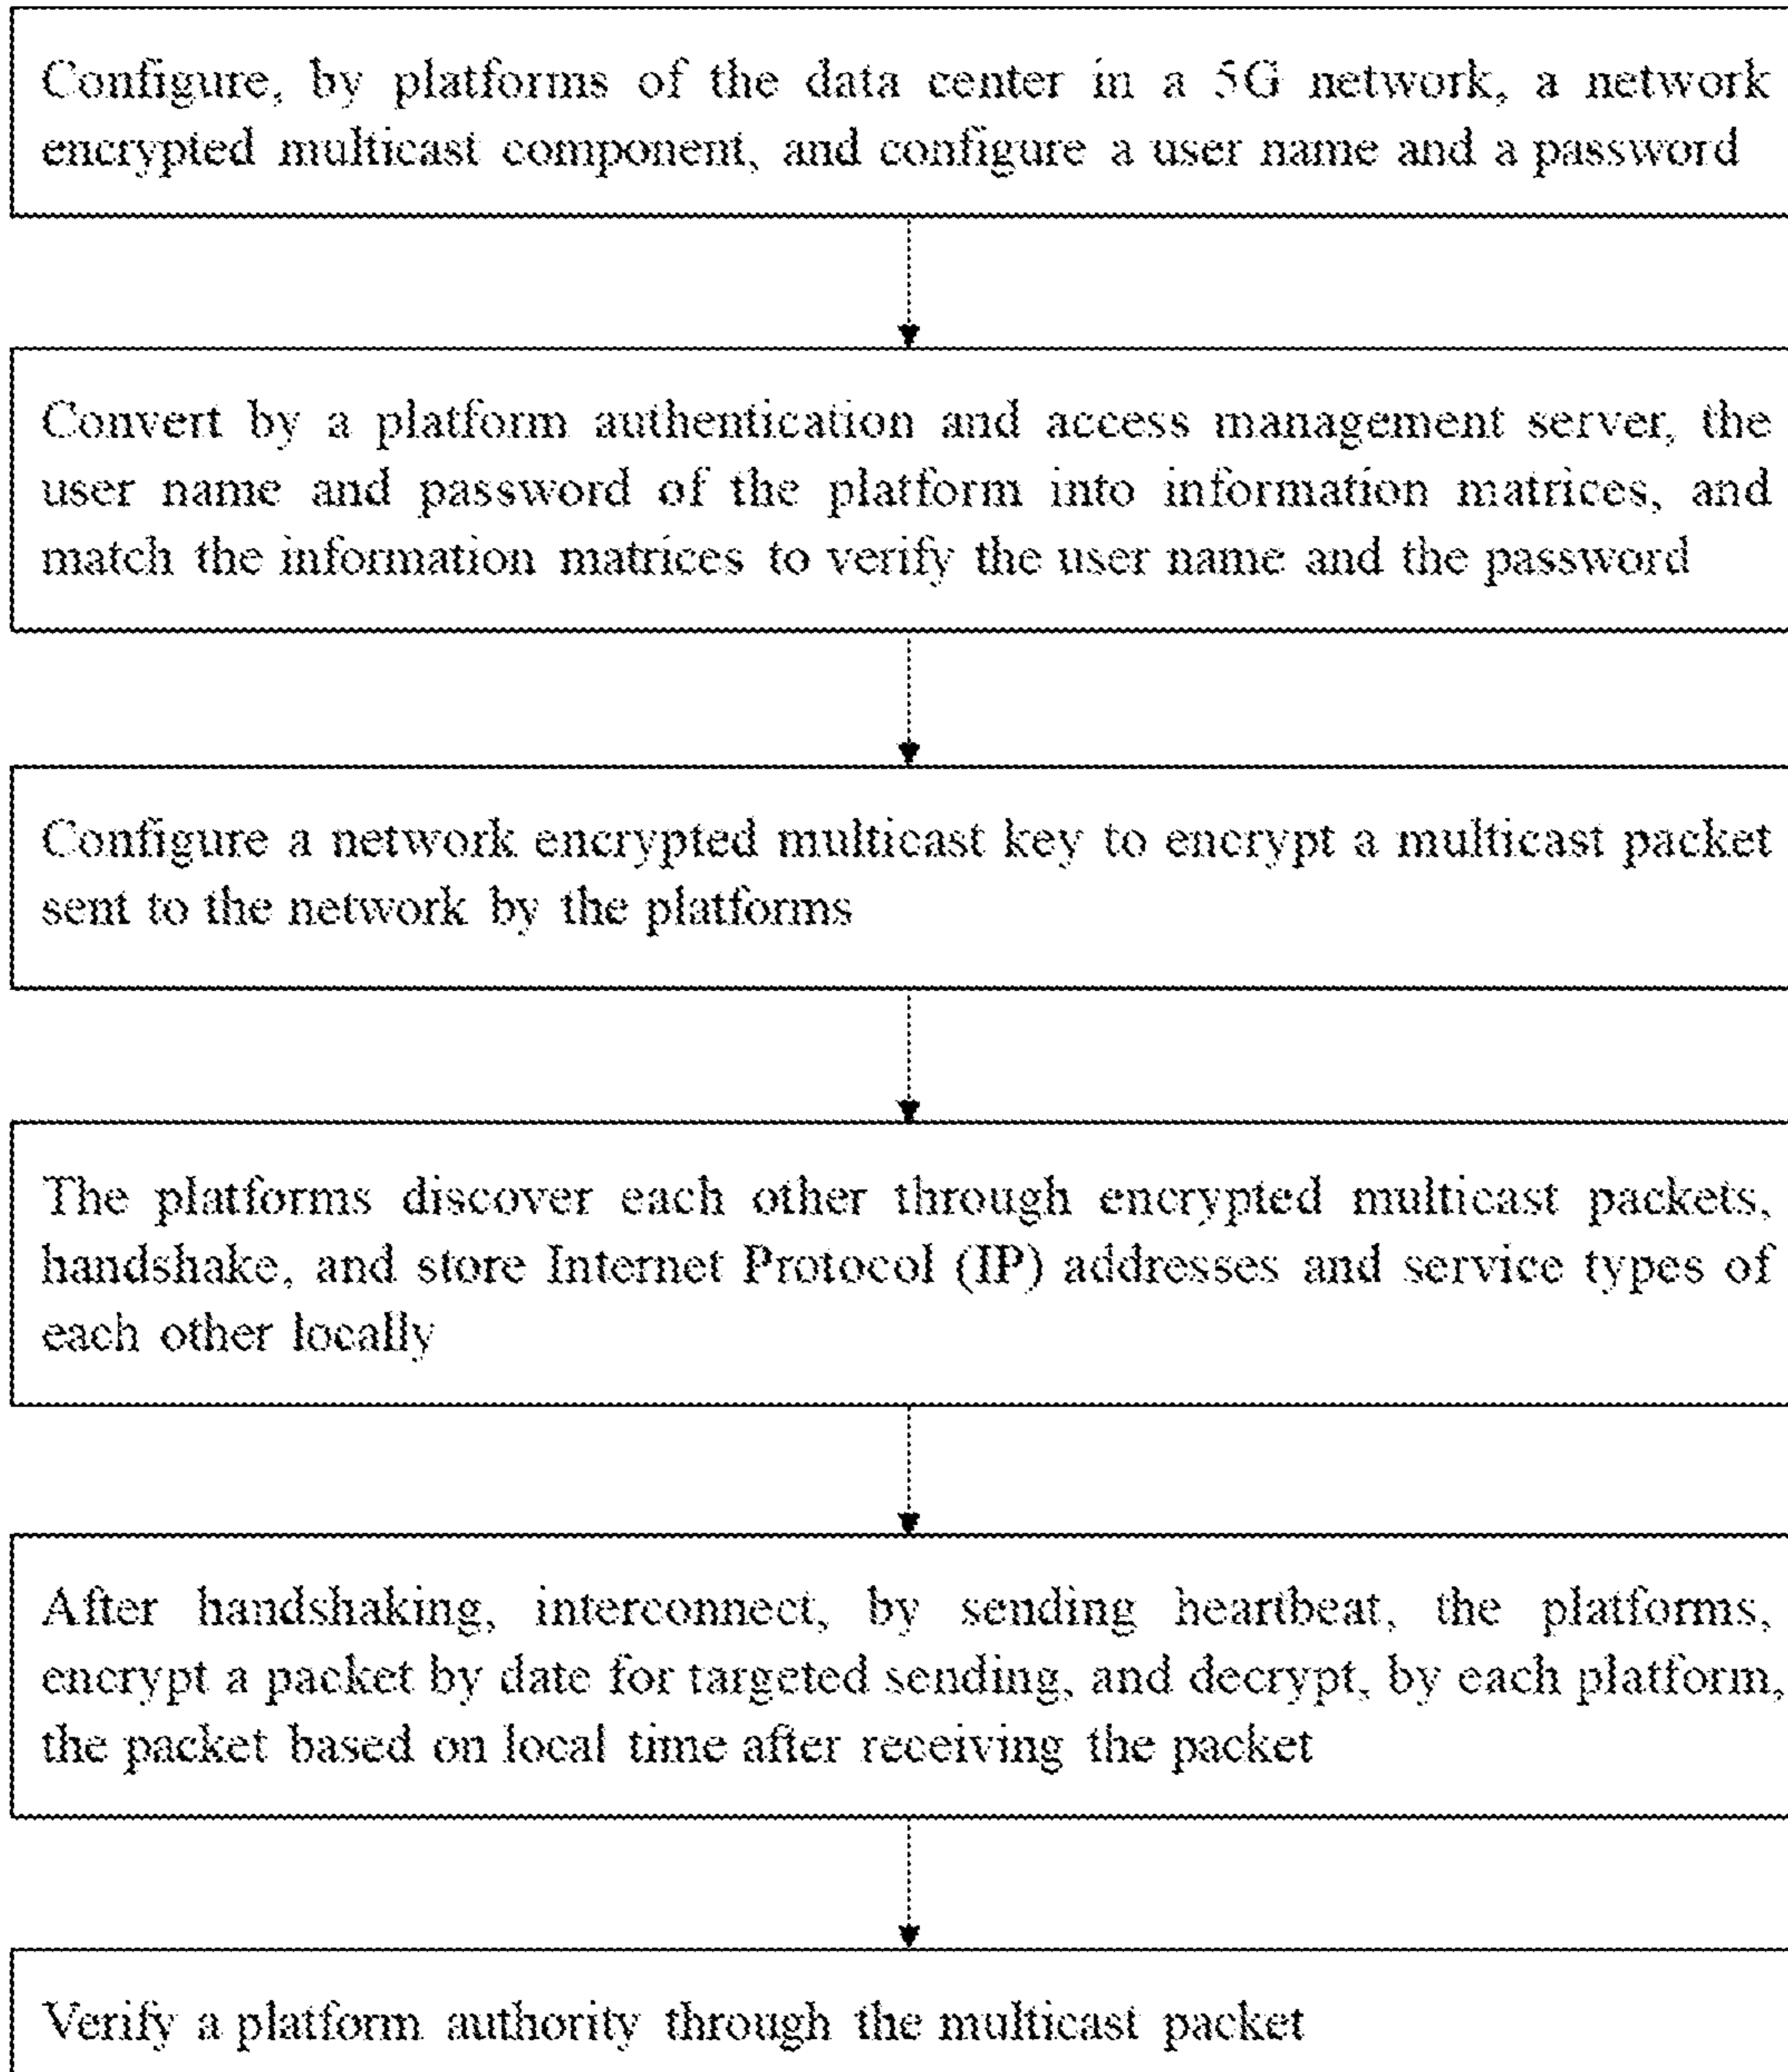 Configure, by platforms of the data center in a 5G network, a network
encrypted multicast component, and configure a user name and a password
Convert by a platform authentication and access management server, the
user name and password of the platform into information matrices, and
match the information matrices to verify the user name and the password
Configure a network encrypted multicast key to encrypt a multicast packet
sent to the network by the platforms
The platforms discover each other through encrypted multicast packets,
handshake, and store Internet Protocol (IP) addresses and service types of
each other locally
After handshaking, interconnect, by sending heartbeat, the platforms,
encrypt a packet by date for targeted sending, and decrypt, by each platform,
the packet based on local time after receiving the packet
Verify a platform authority through the multicast packet